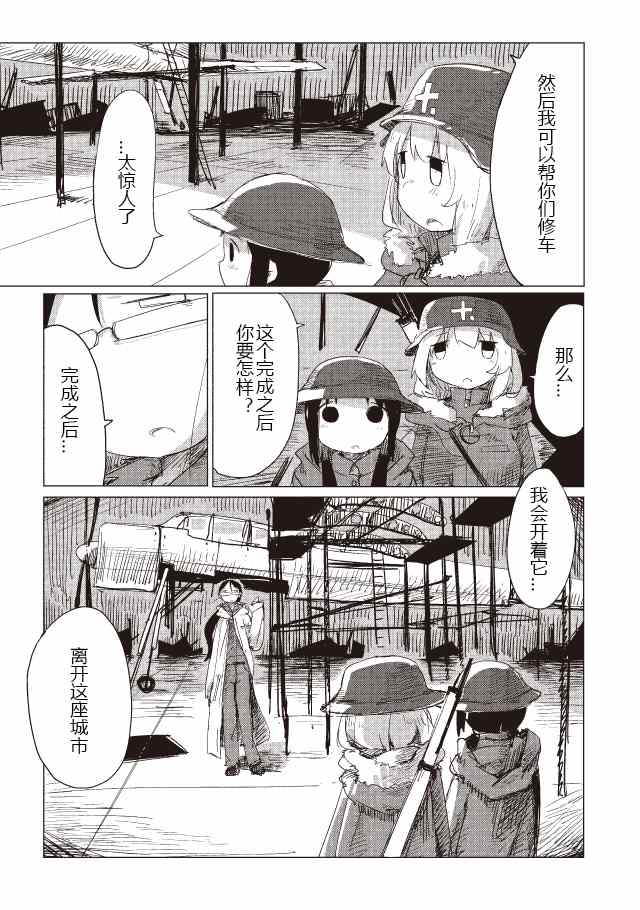 然后我可以帮你们修车
…太惊人了
那么…
这个完成之后
你要怎样？
完成之后…
我会开着它…
离开这座城市